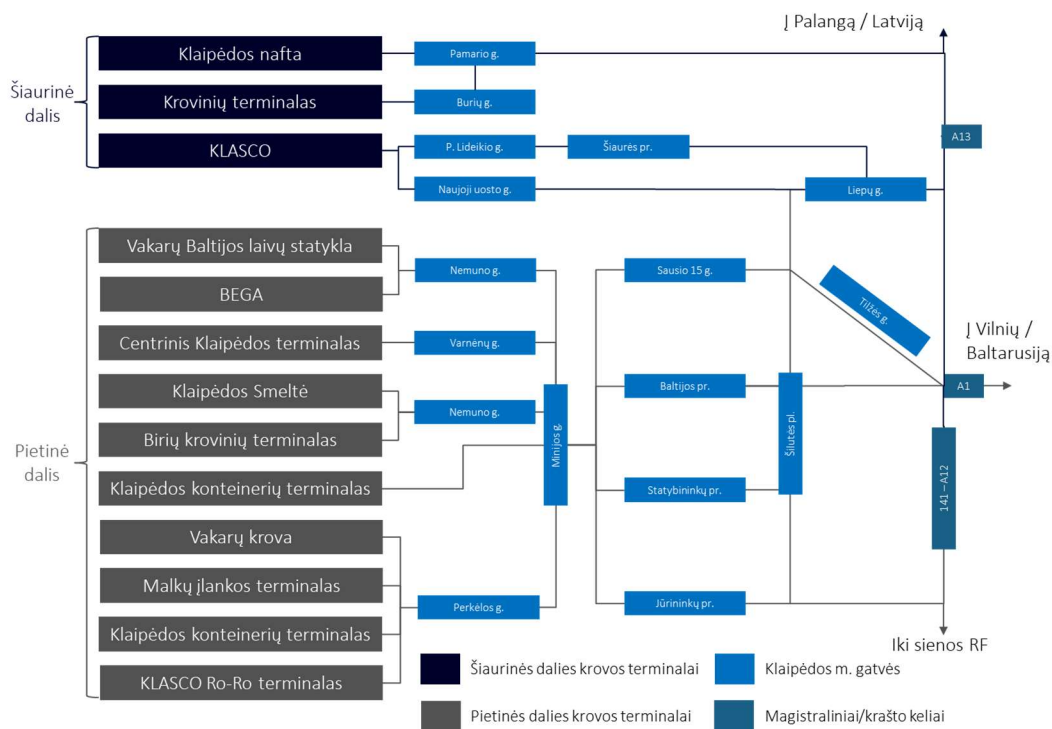 Į Palangą / Latviją
Klaipėdos nafta
Pamario g.
Šiaurinė
dalis
Krovinių terminalas
Burių g.
KLASCO
P. Lideikio g.
Šiaurės pr.
A13
Naujoji uosto g.
Liepų g.
Vakarų Baltijos laivų statykla
Nemuno g.
Sausio 15 g.
BEGA
Tilžės g.
Centrinis Klaipėdos terminalas
Varnėnų g.
Į Vilnių /
Baltarusiją
Klaipėdos Smeltė
Baltijos pr.
A1
Nemuno g.
Minijos g.
Šilutės pl.
Birių krovinių terminalas
Pietinė
dalis
Klaipėdos konteinerių terminalas
Statybininkų pr.
141 – A12
Vakarų krova
Malkų įlankos terminalas
Perkėlos g.
Jūrininkų pr.
Klaipėdos konteinerių terminalas
Iki sienos RF
KLASCO Ro-Ro terminalas
Šiaurinės dalies krovos terminalai
Klaipėdos m. gatvės
Pietinės dalies krovos terminalai
Magistraliniai/krašto keliai